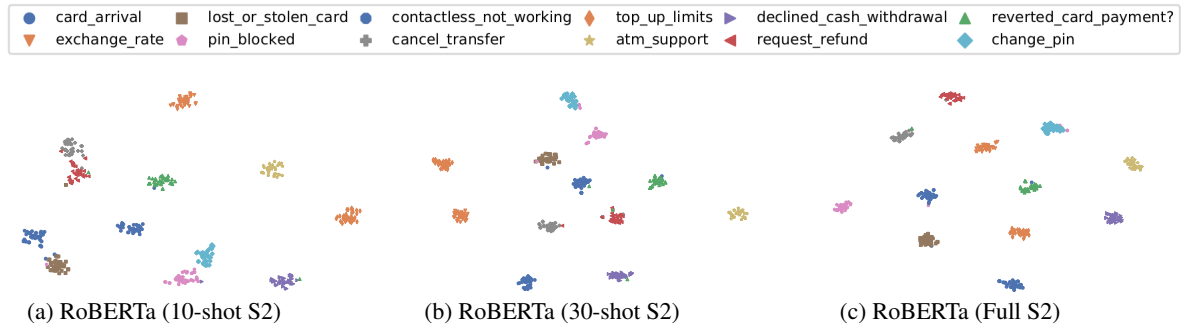 card_arrival lost_or_stolen_card contactless_not_working top_up_limits declined_cash_withdrawal reverted_card_payment?
exchange_rate pin_blocked cancel_transfer atm_support request_refund change_pin
(a) RoBERTa (10-shot S2) (b) RoBERTa (30-shot S2) (c) RoBERTa (Full S2)